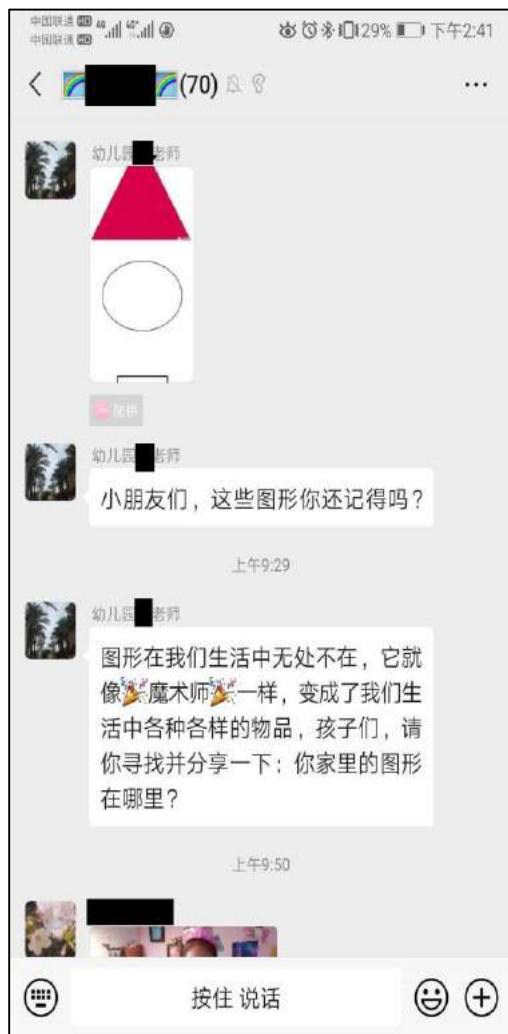 中国联通 HD 4G 4G+
中国联通 HD
29% 下午2:41
(70)
幼儿园 老师
幼儿园 老师
小朋友们，这些图形你还记得吗？
上午9:29
幼儿园 老师
图形在我们生活中无处不在，它就
像🎉魔术师🎉一样，变成了我们生
活中各种各样的物品，孩子们，请
你寻找并分享一下：你家里的图形
在哪里？
上午9:50
按住 说话